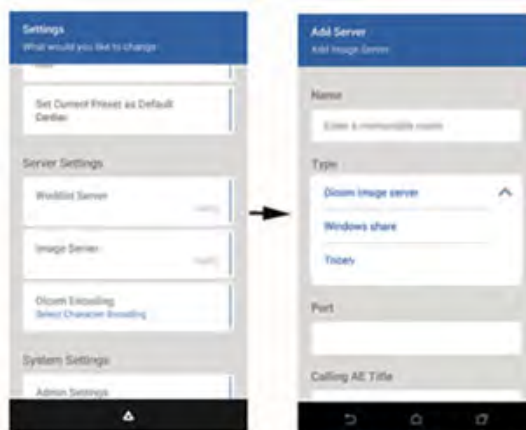 Settings
What would you like to change
Set Current Preset as Default
Cardiac
Server Settings
Worklist Server
Image Server
Dicom Encoding
Select Character Encoding
System Settings
Admin Settings
Add Server
Add Image Server
Name
Enter a memorable name
Type
Dicom image server
Windows share
Tricefy
Port
Calling AE Title